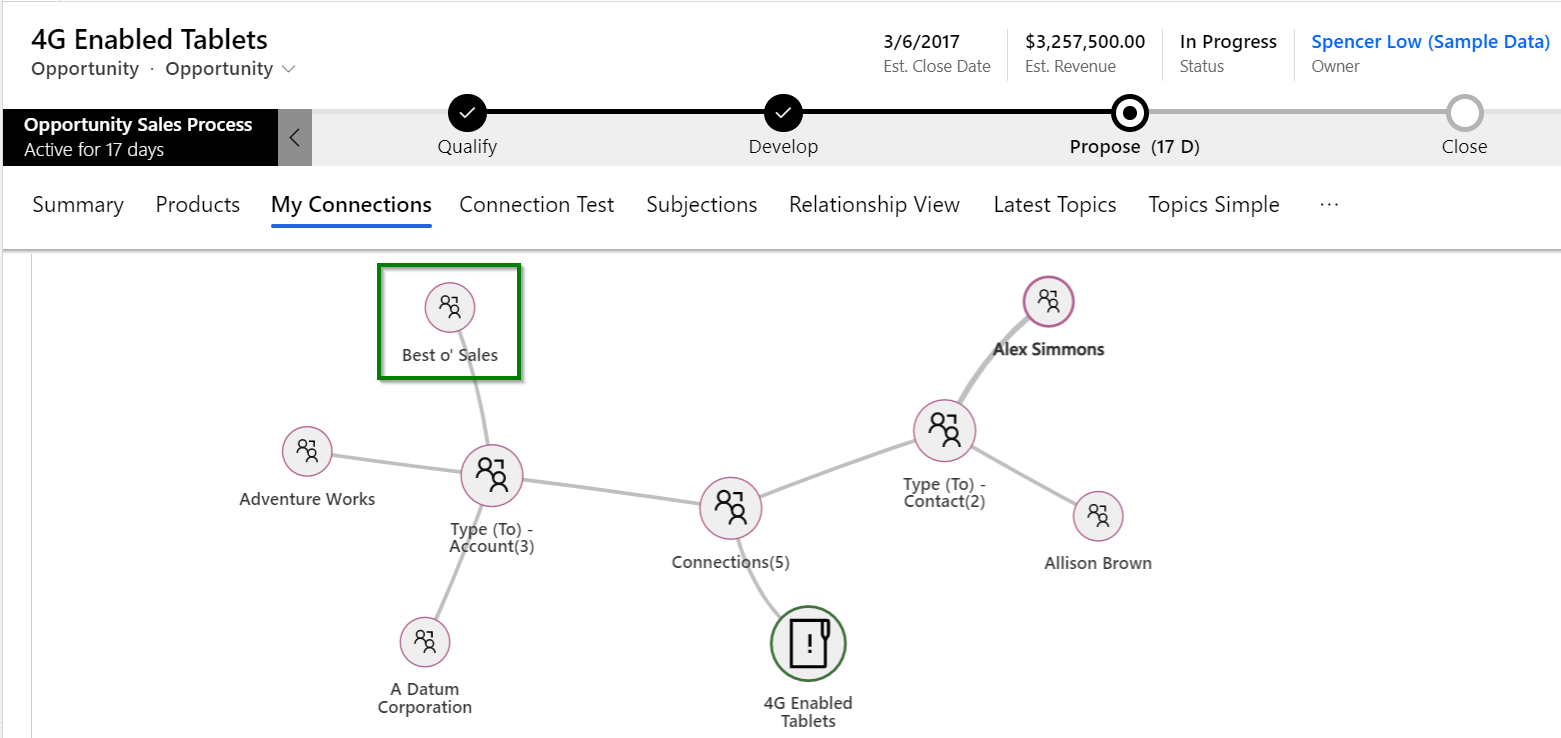 4G Enabled Tablets
Opportunity · Opportunity
3/6/2017
Est. Close Date
$3,257,500.00
Est. Revenue
In Progress
Status
Spencer Low (Sample Data)
Owner
Opportunity Sales Process
Active for 17 days
Qualify
Develop
Propose (17 D)
Close
Summary Products My Connections Connection Test Subjections Relationship View Latest Topics Topics Simple ...
Best o' Sales
Alex Simmons
Adventure Works
Type (To) -
Account(3)
Type (To) -
Contact(2)
Connections(5)
Allison Brown
A Datum
Corporation
4G Enabled
Tablets